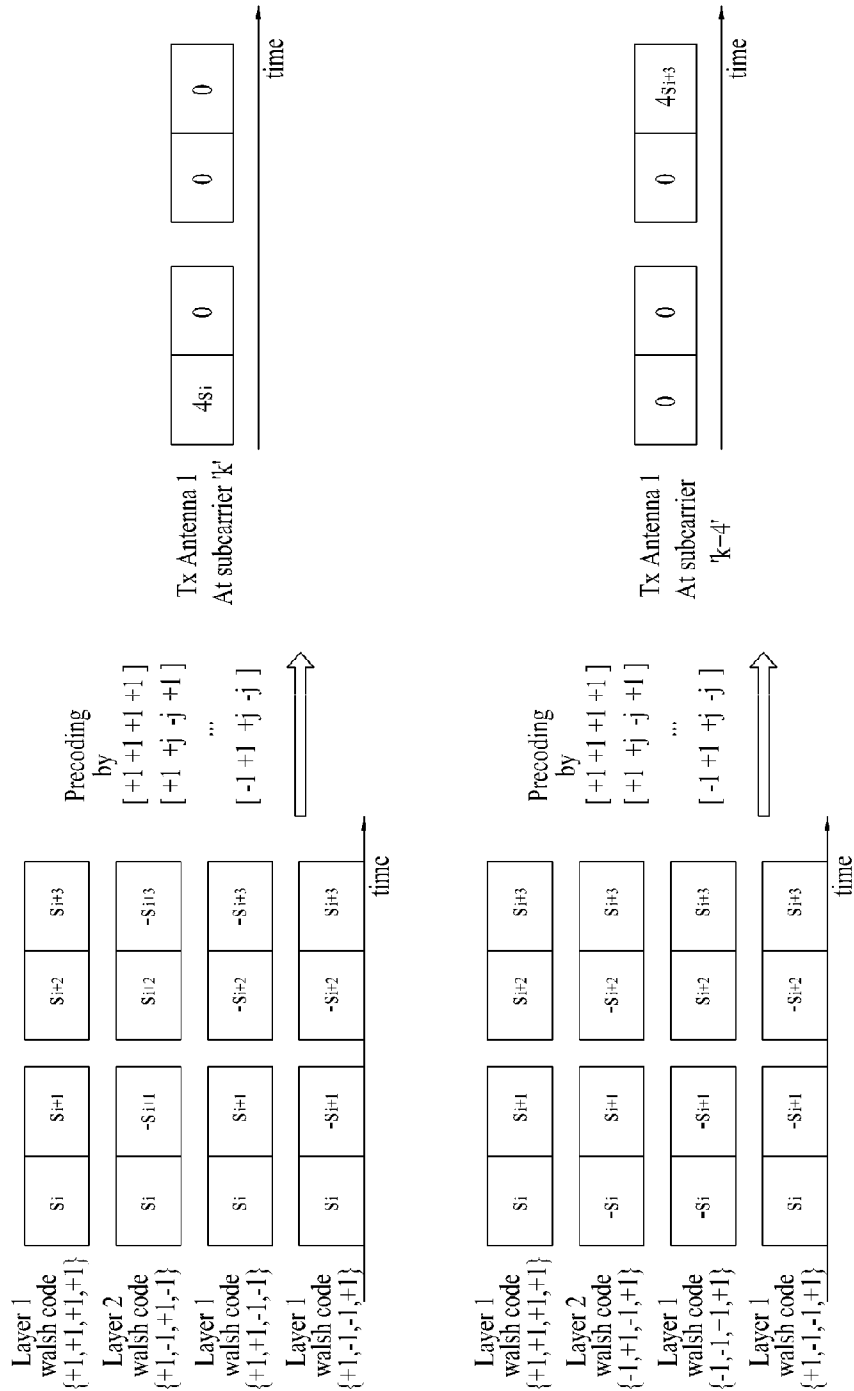 Layer 1
walsh code
{+1,+1,+1,+1}
Si
Si+1
Si+2
Si+3
Layer 2
walsh code
{+1,-1,+1,-1}
Si
-Si+1
Si+2
-Si+3
Layer 1
walsh code
{+1,+1,-1,-1}
Si
Si+1
-Si+2
-Si+3
Layer 1
walsh code
{+1,-1,-1,+1}
Si
-Si+1
-Si+2
Si+3
time
Precoding
by
[ +1 +1 +1 +1 ]
[ +1 +j -j +1 ]
...
[ -1 +1 +j -j ]
Tx Antenna 1
At subcarrier 'k'
4Si
0
0
0
time
Layer 1
walsh code
{+1,+1,+1,+1}
Si
Si+1
Si+2
Si+3
Layer 2
walsh code
{-1,+1,-1,+1}
-Si
Si+1
-Si+2
Si+3
Layer 1
walsh code
{-1,-1,+1,+1}
-Si
-Si+1
Si+2
Si+3
Layer 1
walsh code
{+1,-1,-1,+1}
Si
-Si+1
-Si+2
Si+3
time
Precoding
by
[ +1 +1 +1 +1 ]
[ +1 +j -j +1 ]
...
[ -1 +1 +j -j ]
Tx Antenna 1
At subcarrier
'k-4'
0
0
0
4Si+3
time